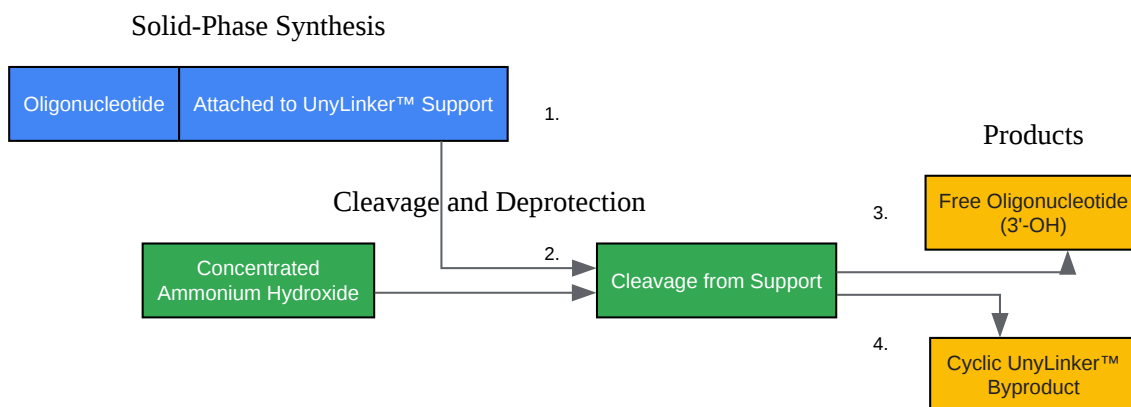 Solid-Phase Synthesis
Oligonucleotide
Attached to UnyLinker™ Support
1.
Products
Cleavage and Deprotection
3.
Free Oligonucleotide
(3'-OH)
2.
Concentrated
Ammonium Hydroxide
Cleavage from Support
4.
Cyclic UnyLinker™
Byproduct